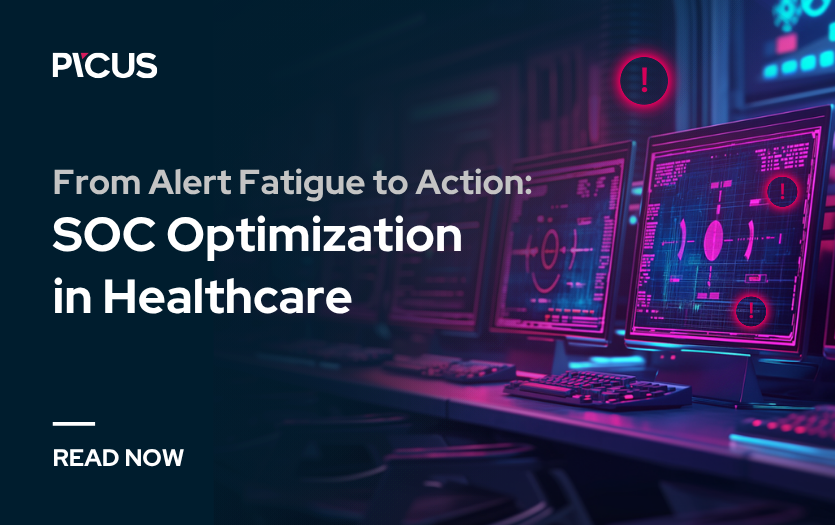 PICUS
From Alert Fatigue to Action:
SOC Optimization
in Healthcare
READ NOW